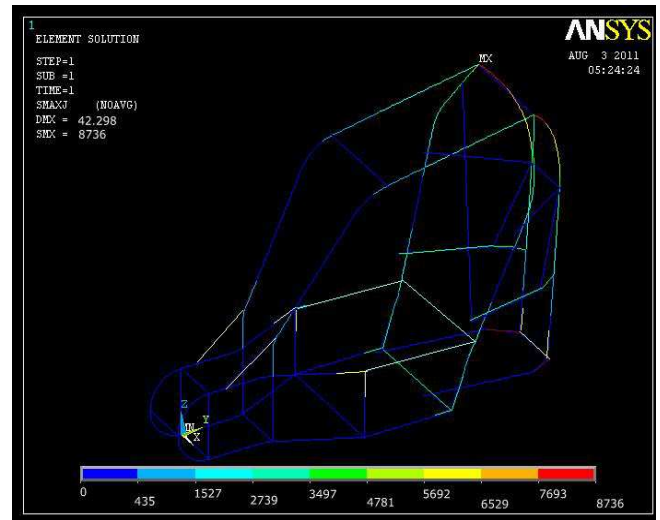 1
ANSYS
ELEMENT SOLUTION
AUG 3 2011
05:24:24
STEP=1
SUB =1
TIME=1
SMAXJ (NOAVG)
DMX = 42.298
SMX = 8736
MX
Z
Y
MN
X
0 435 1527 2739 3497 4781 5692 6529 7693 8736